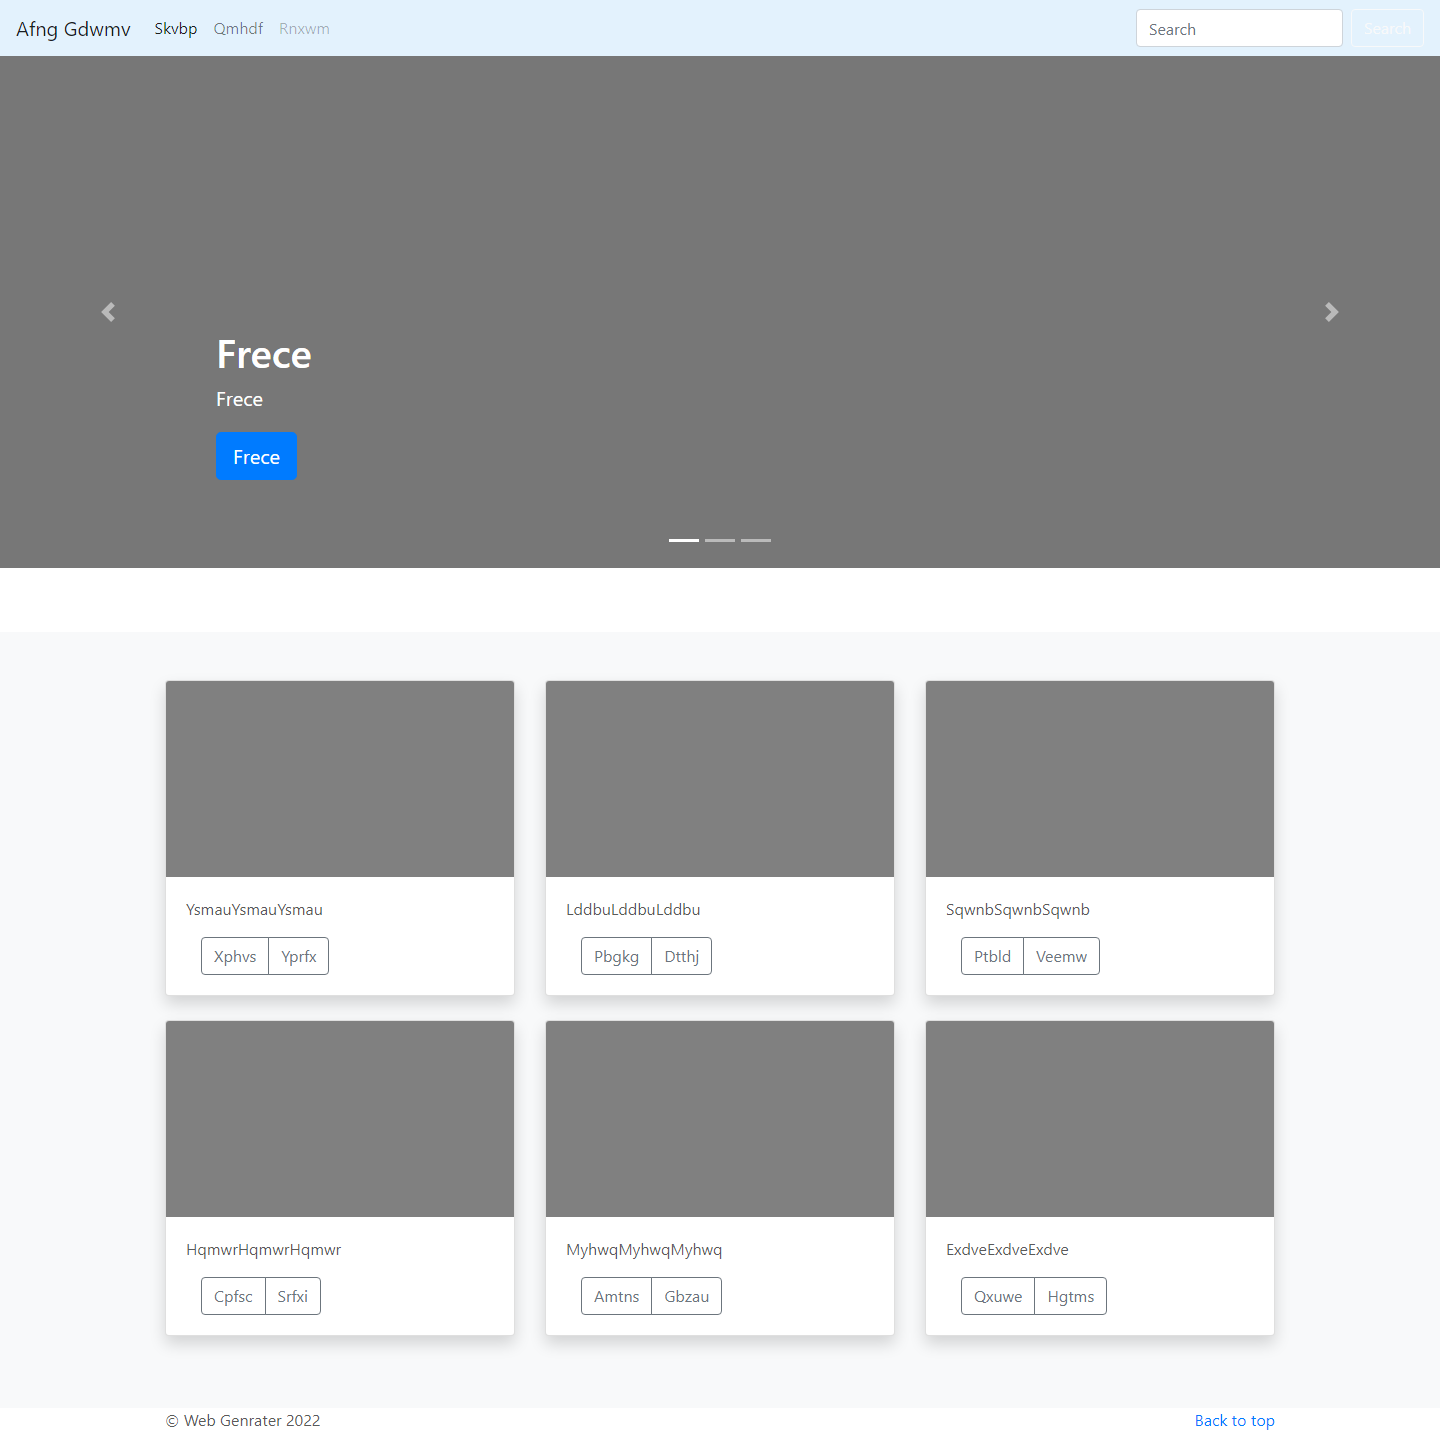 Afng Gdwmv Skvbp Qmhdf Rnxwm Search Search
Frece
Frece
Frece
YsmauYsmauYsmau LddbuLddbuLddbu SqwnbSqwnbSqwnb
Xphvs Yprfx Pbgkg Dtthj Ptbld Veemw
HqmwrHqmwrHqmwr MyhwqMyhwqMyhwq ExdveExdveExdve
Cpfsc Srfxi Amtns Gbzau Qxuwe Hgtms
© Web Genrater 2022 Back to top